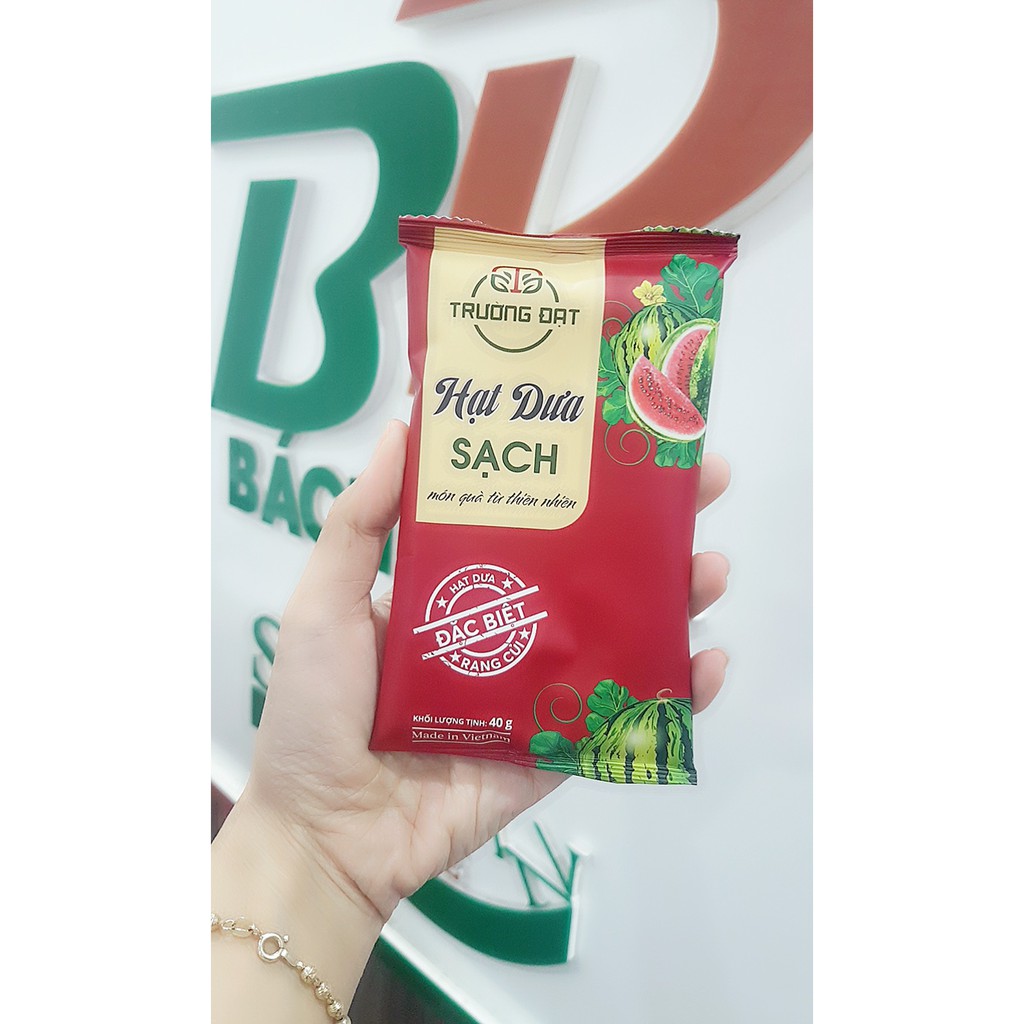 TRƯỜNG ĐẠT
Hạt Dưa
SẠCH
món quà từ thiên nhiên
HẠT DƯA
ĐẶC BIỆT
RANG CỦI
KHỐI LƯỢNG TỊNH: 40 g
Made in Vietnam